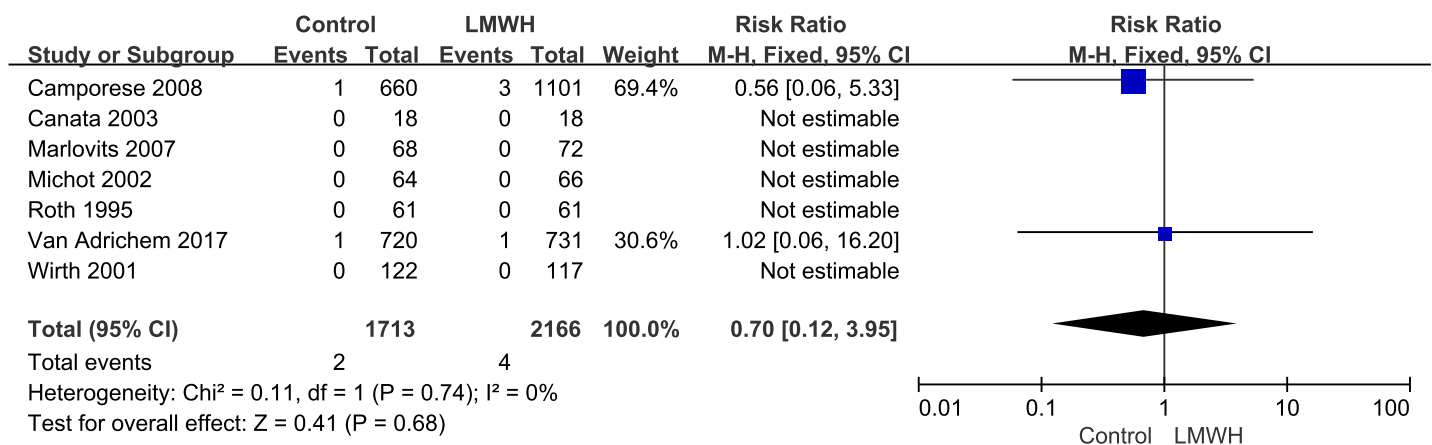 Control LMWH Risk Ratio Risk Ratio
Study or Subgroup Events Total Events Total Weight M-H, Fixed, 95% CI M-H, Fixed, 95% CI
Camporese 2008 1 660 3 1101 69.4% 0.56 [0.06, 5.33]
Canata 2003 0 18 0 18 Not estimable
Marlovits 2007 0 68 0 72 Not estimable
Michot 2002 0 64 0 66 Not estimable
Roth 1995 0 61 0 61 Not estimable
Van Adrichem 2017 1 720 1 731 30.6% 1.02 [0.06, 16.20]
Wirth 2001 0 122 0 117 Not estimable
Total (95% CI) 1713 2166 100.0% 0.70 [0.12, 3.95]
Total events 2 4
Heterogeneity: Chi² = 0.11, df = 1 (P = 0.74); I² = 0%
Test for overall effect: Z = 0.41 (P = 0.68)
0.01 0.1 1 10 100
Control LMWH